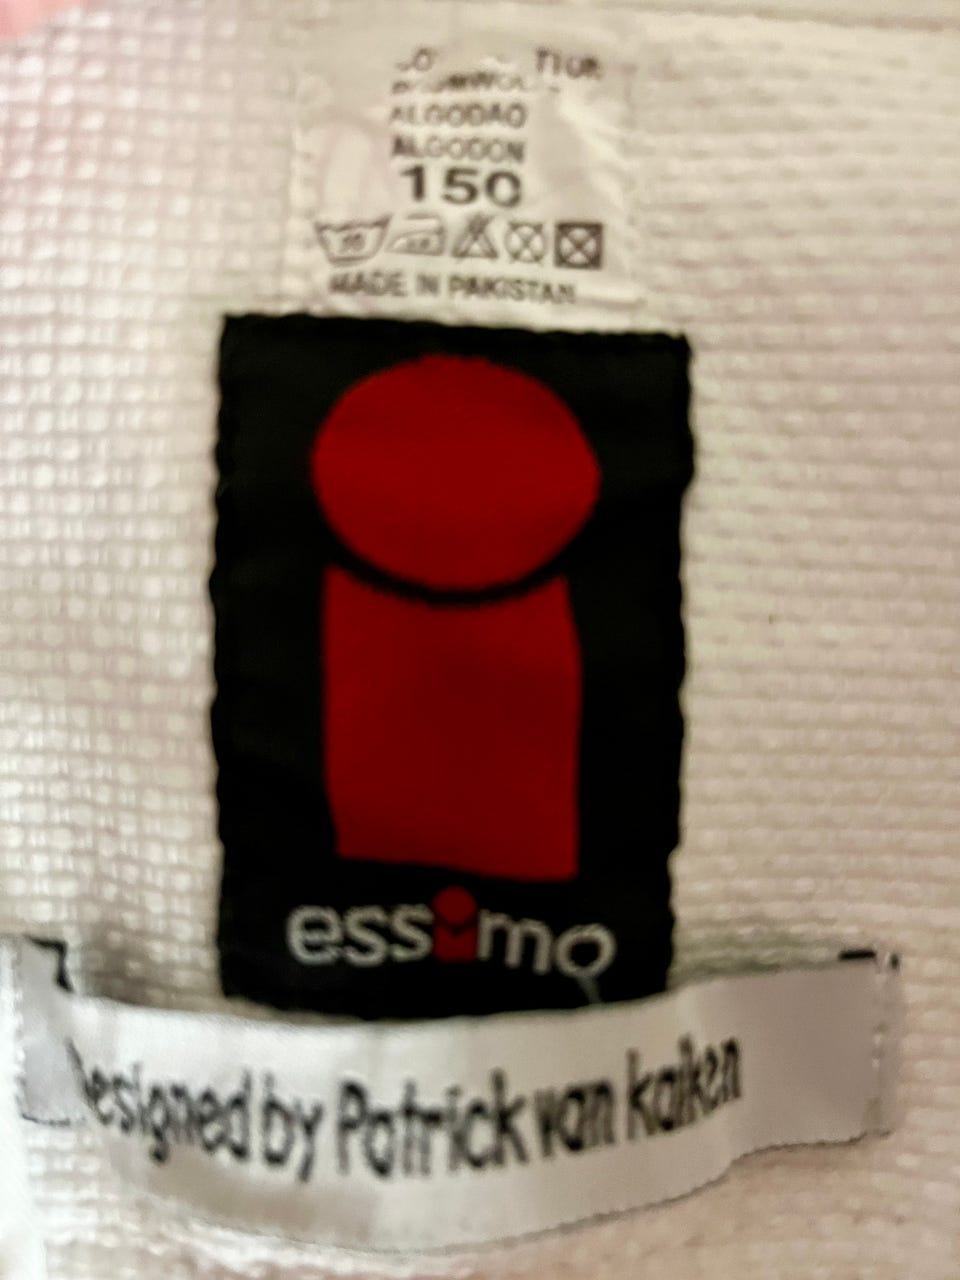 ALGODAO
ALGODON
150
MADE IN PAKISTAN
essimo
Designed by Patrick van kalken